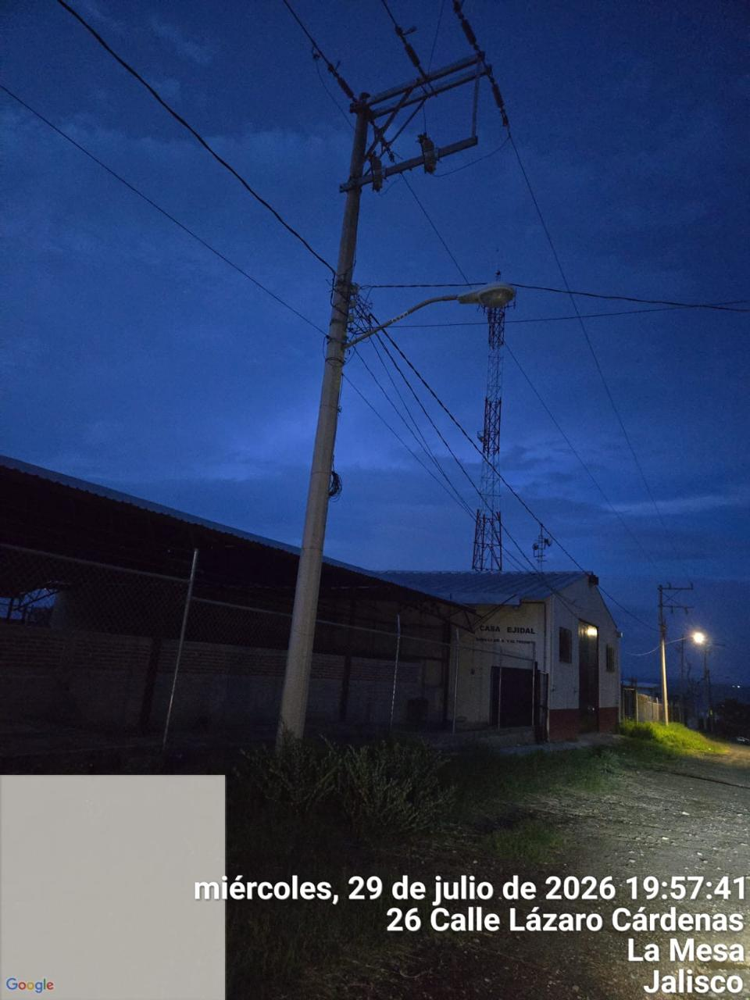 CASA EJIDAL
miércoles, 29 de julio de 2026 19:57:41
26 Calle Lázaro Cárdenas
La Mesa
Jalisco
Google